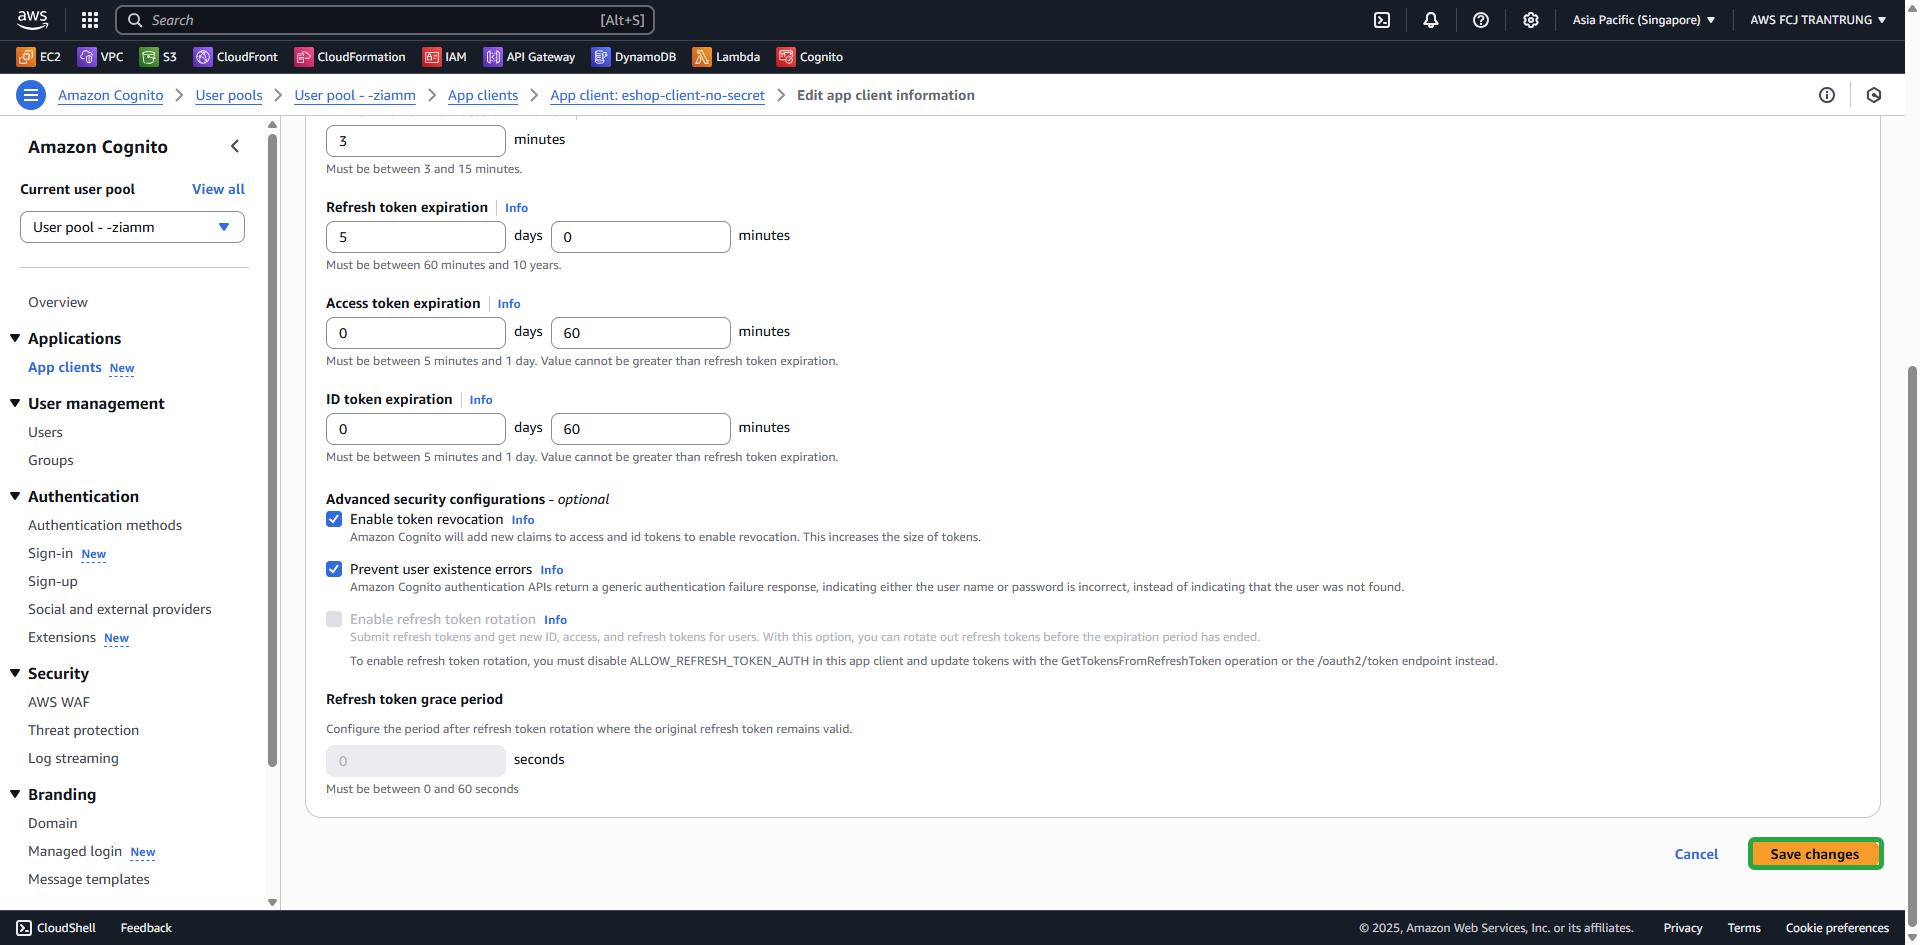 aws
Search [Alt+S]
Asia Pacific (Singapore) AWS FCJ TRANTRUNG
EC2 VPC S3 CloudFront CloudFormation IAM API Gateway DynamoDB Lambda Cognito
Amazon Cognito User pools User pool - -ziamm App clients App client: eshop-client-no-secret Edit app client information
Amazon Cognito
Current user pool View all
User pool - -ziamm
Overview
Applications
App clients New
User management
Users
Groups
Authentication
Authentication methods
Sign-in New
Sign-up
Social and external providers
Extensions New
Security
AWS WAF
Threat protection
Log streaming
Branding
Domain
Managed login New
Message templates
3 minutes
Must be between 3 and 15 minutes.
Refresh token expiration Info
5 days 0 minutes
Must be between 60 minutes and 10 years.
Access token expiration Info
0 days 60 minutes
Must be between 5 minutes and 1 day. Value cannot be greater than refresh token expiration.
ID token expiration Info
0 days 60 minutes
Must be between 5 minutes and 1 day. Value cannot be greater than refresh token expiration.
Advanced security configurations - optional
Enable token revocation Info
Amazon Cognito will add new claims to access and id tokens to enable revocation. This increases the size of tokens.
Prevent user existence errors Info
Amazon Cognito authentication APIs return a generic authentication failure response, indicating either the user name or password is incorrect, instead of indicating that the user was not found.
Enable refresh token rotation Info
Submit refresh tokens and get new ID, access, and refresh tokens for users. With this option, you can rotate out refresh tokens before the expiration period has ended.
To enable refresh token rotation, you must disable ALLOW_REFRESH_TOKEN_AUTH in this app client and update tokens with the GetTokensFromRefreshToken operation or the /oauth2/token endpoint instead.
Refresh token grace period
Configure the period after refresh token rotation where the original refresh token remains valid.
0 seconds
Must be between 0 and 60 seconds
Cancel Save changes
CloudShell Feedback © 2025, Amazon Web Services, Inc. or its affiliates. Privacy Terms Cookie preferences